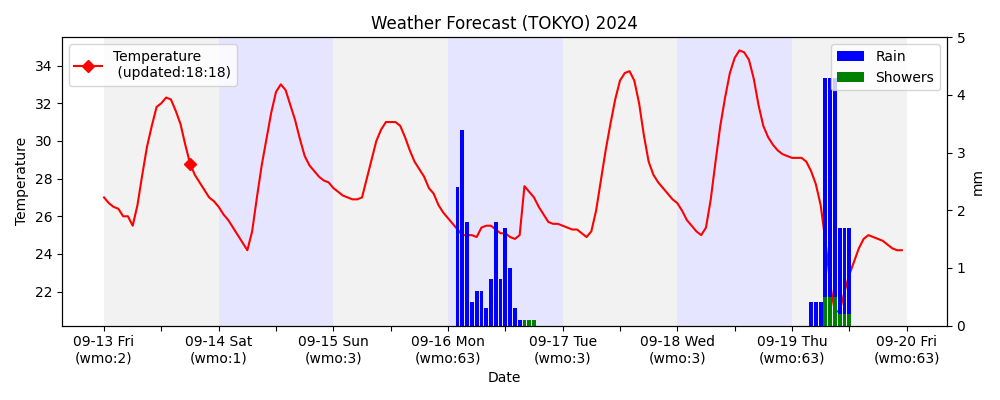 Weather Forecast (TOKYO) 2024
Temperature
(updated:18:18)
Rain
Showers
Temperature
34
32
30
28
26
24
22
5
4
3
2
1
0
mm
09-13 Fri
(wmo:2)
09-14 Sat
(wmo:1)
09-15 Sun
(wmo:3)
09-16 Mon
(wmo:63)
09-17 Tue
(wmo:3)
09-18 Wed
(wmo:3)
09-19 Thu
(wmo:63)
09-20 Fri
(wmo:63)
Date